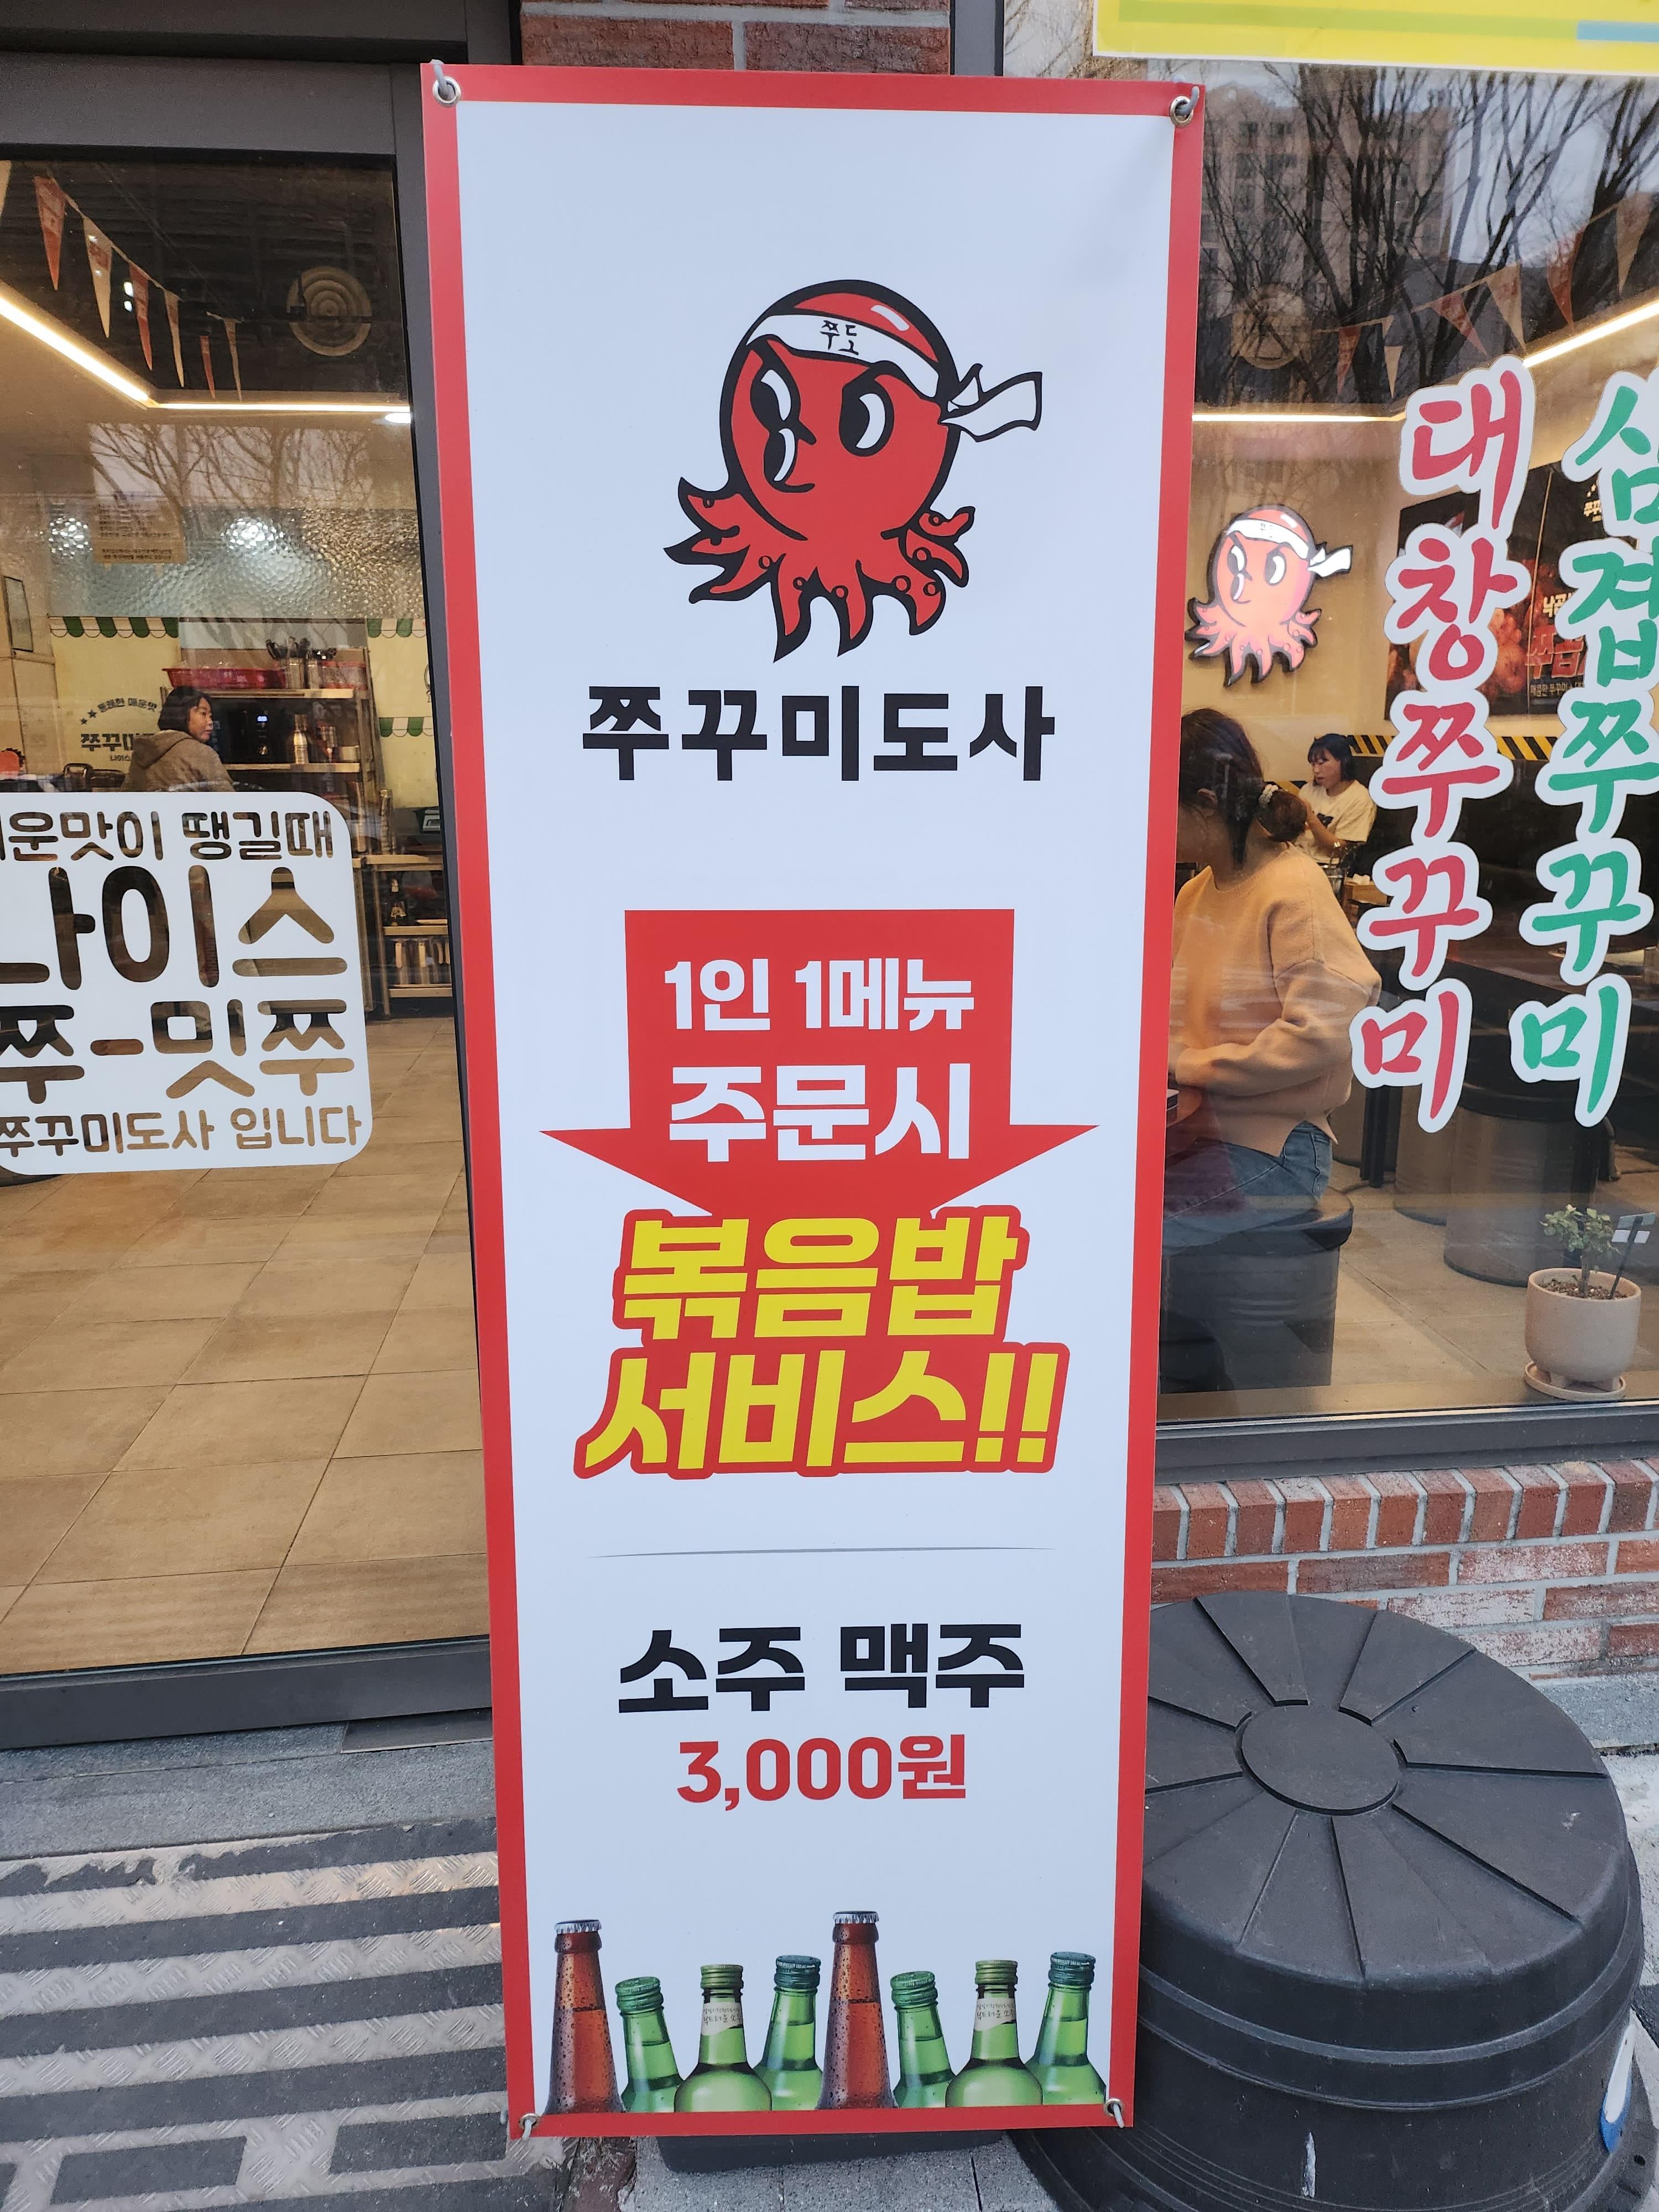 쭈도
쭈꾸미도사
1인 1메뉴
주문시
볶음밥
서비스!!
소주 맥주
3,000원
운맛이 땡길때
나이스
쭈-밋쭈
쭈꾸미도사 입니다
대창쭈꾸미
삼겹쭈꾸미